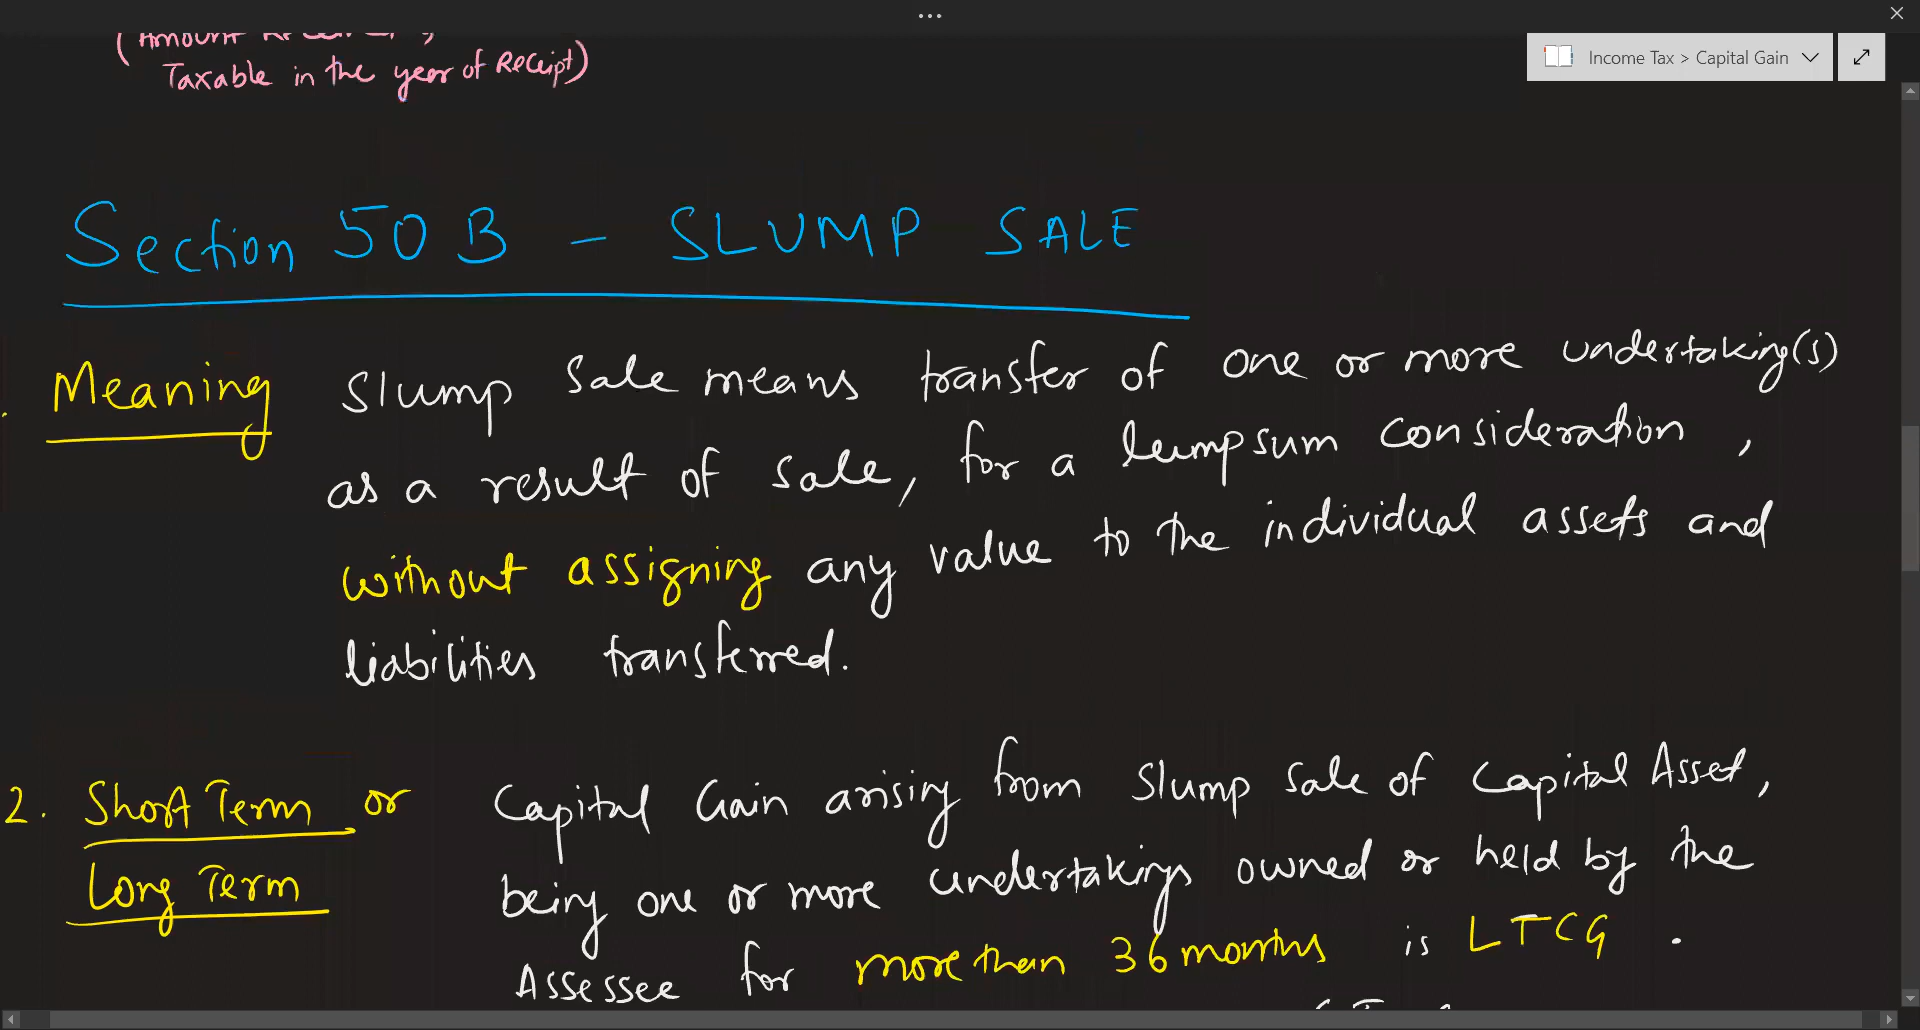 ...
Income Tax > Capital Gain
(Amount
Taxable in the year of Receipt)
Section 50 B - SLUMP SALE
Meaning Slump Sale means transfer of one or more undertaking(s)
as a result of sale, for a lumpsum consideration,
without assigning any value to the individual assets and
liabilities transferred.
2. Short Term or Capital Gain arising from Slump Sale of Capital Asset,
Long Term being one or more undertakings owned or held by the
Assessee for more than 36 months is LTCG.